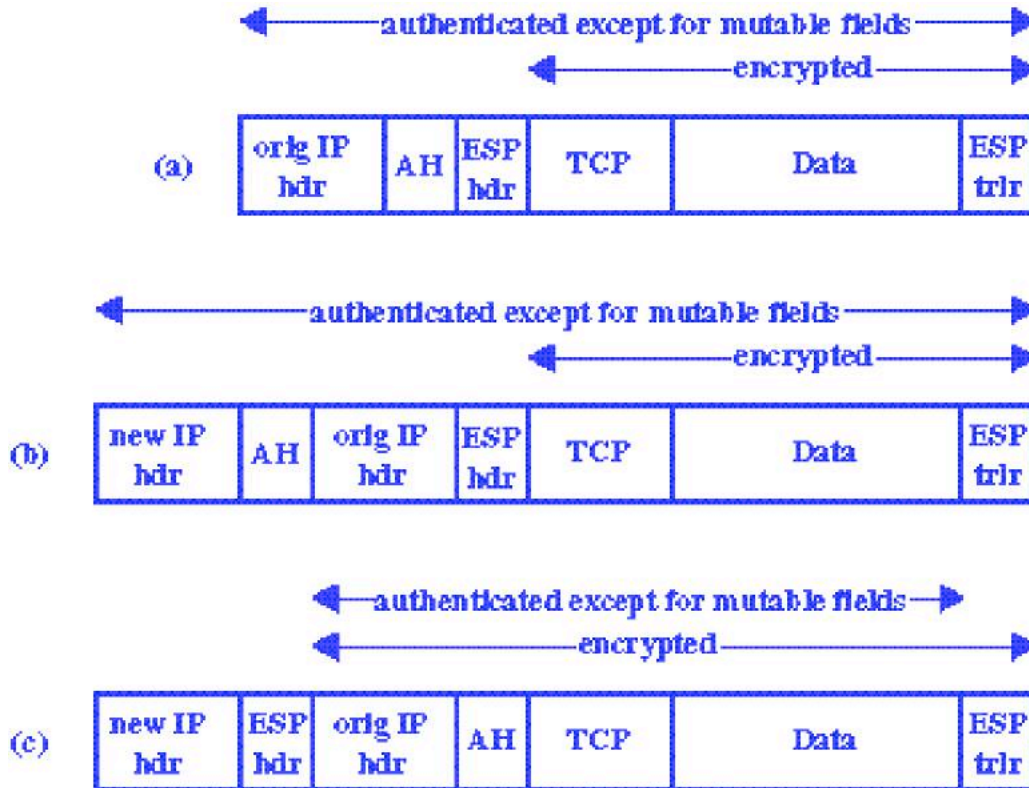 authenticated except for mutable fields
encrypted
(a)
orig IP hdr
AH
ESP hdr
TCP
Data
ESP trlr
authenticated except for mutable fields
encrypted
(b)
new IP hdr
AH
orig IP hdr
ESP hdr
TCP
Data
ESP trlr
authenticated except for mutable fields
encrypted
(c)
new IP hdr
ESP hdr
orig IP hdr
AH
TCP
Data
ESP trlr